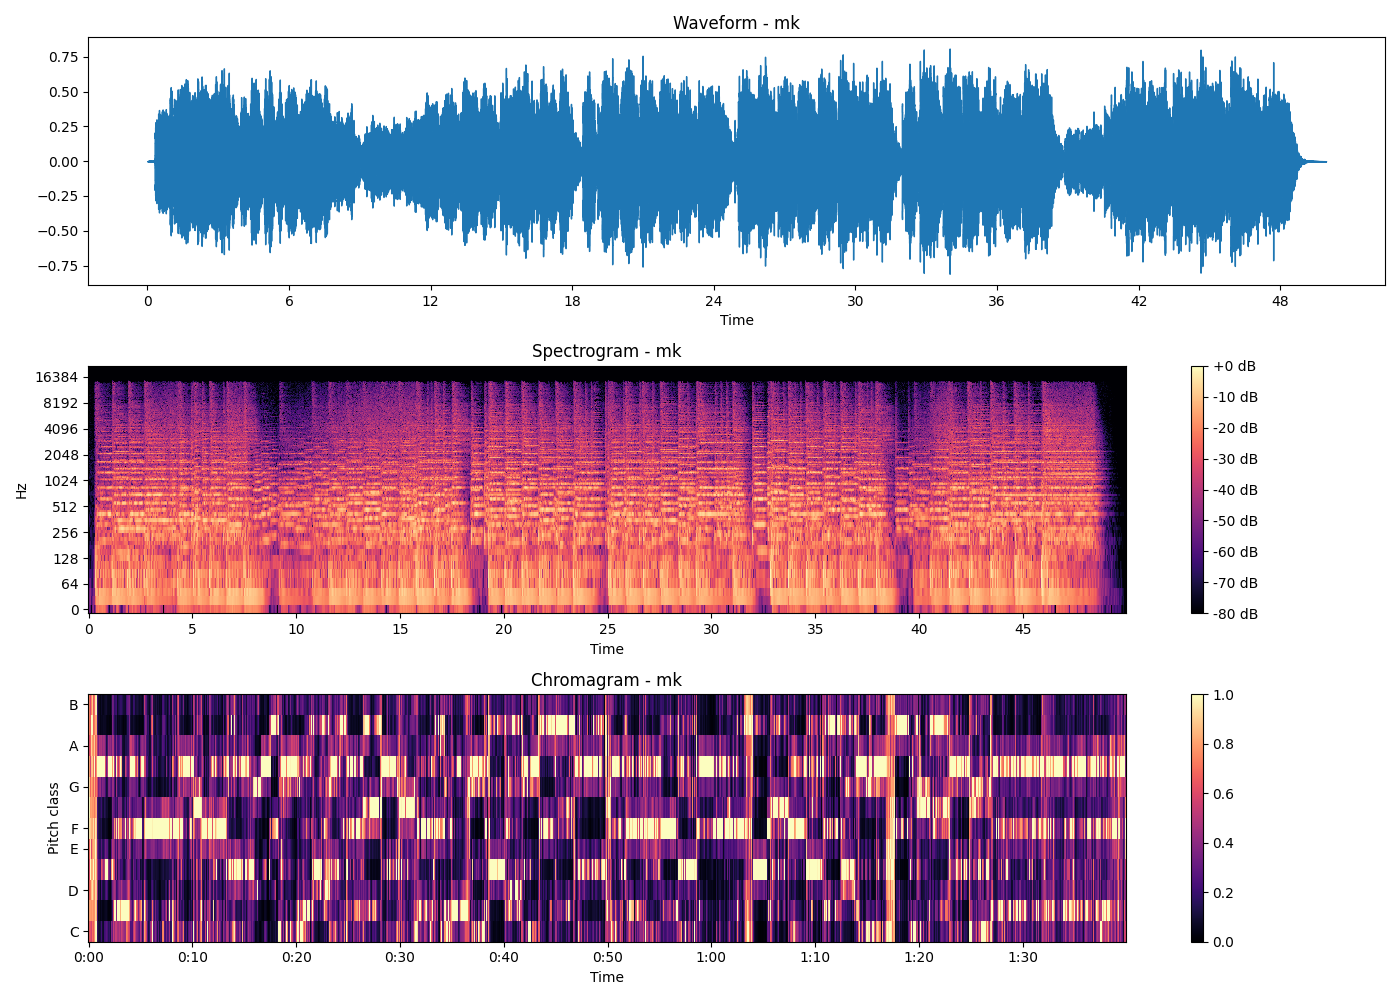 Waveform - mk
0.75
0.50
0.25
0.00
−0.25
−0.50
−0.75
0 6 12 18 24 30 36 42 48
Time
Spectrogram - mk
16384
8192
4096
2048
1024
512
256
128
64
0
Hz
0 5 10 15 20 25 30 35 40 45
Time
+0 dB
-10 dB
-20 dB
-30 dB
-40 dB
-50 dB
-60 dB
-70 dB
-80 dB
Chromagram - mk
B
A
G
F
E
D
C
Pitch class
0:00 0:10 0:20 0:30 0:40 0:50 1:00 1:10 1:20 1:30
Time
1.0
0.8
0.6
0.4
0.2
0.0